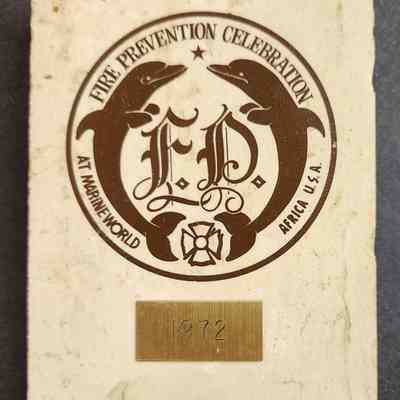 FIRE PREVENTION CELEBRATION
F.P.
AT MARINEWORLD
AFRICA U.S.A.
1972